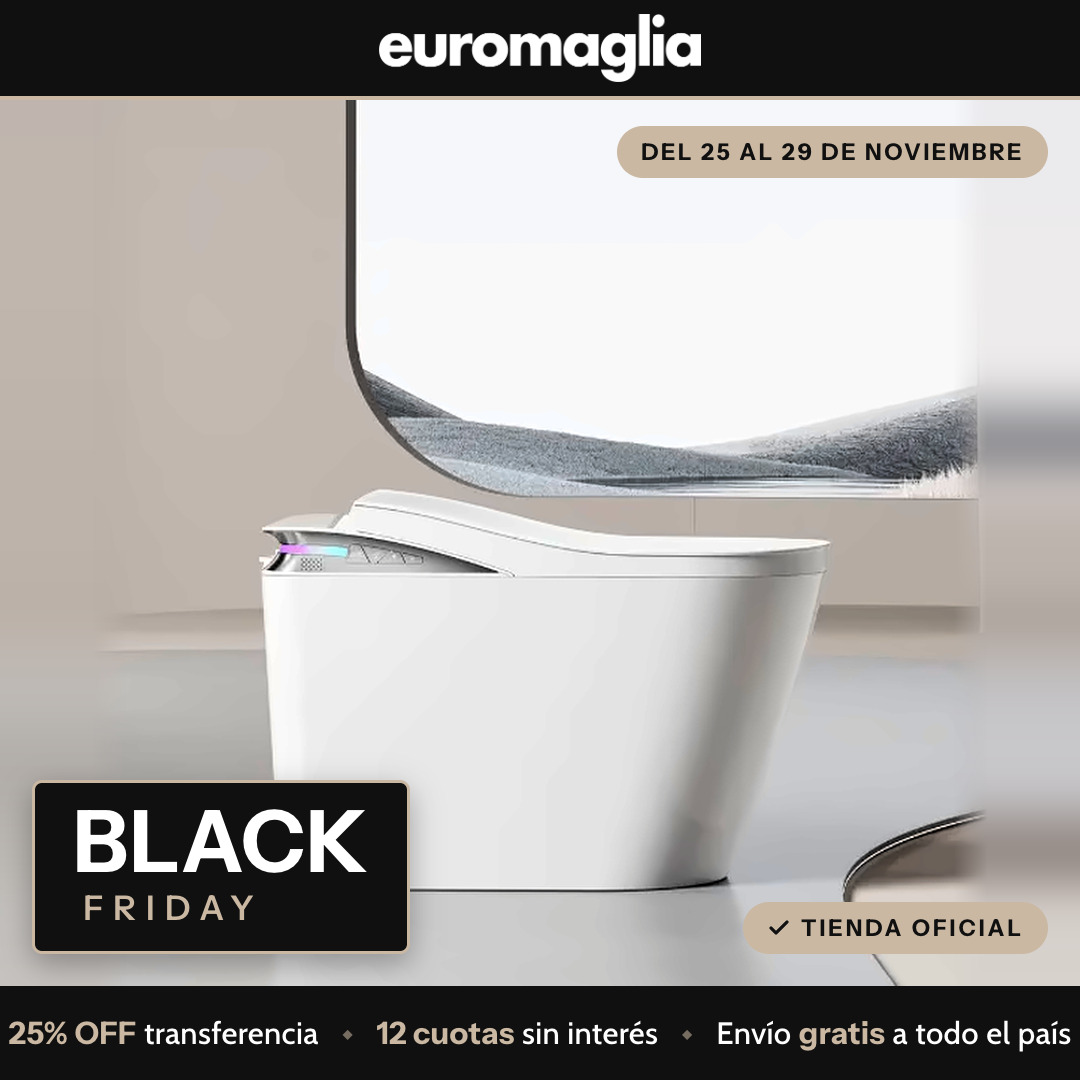 euromaglia
DEL 25 AL 29 DE NOVIEMBRE
BLACK
FRIDAY
✓ TIENDA OFICIAL
25% OFF transferencia ◆ 12 cuotas sin interés ◆ Envío gratis a todo el país